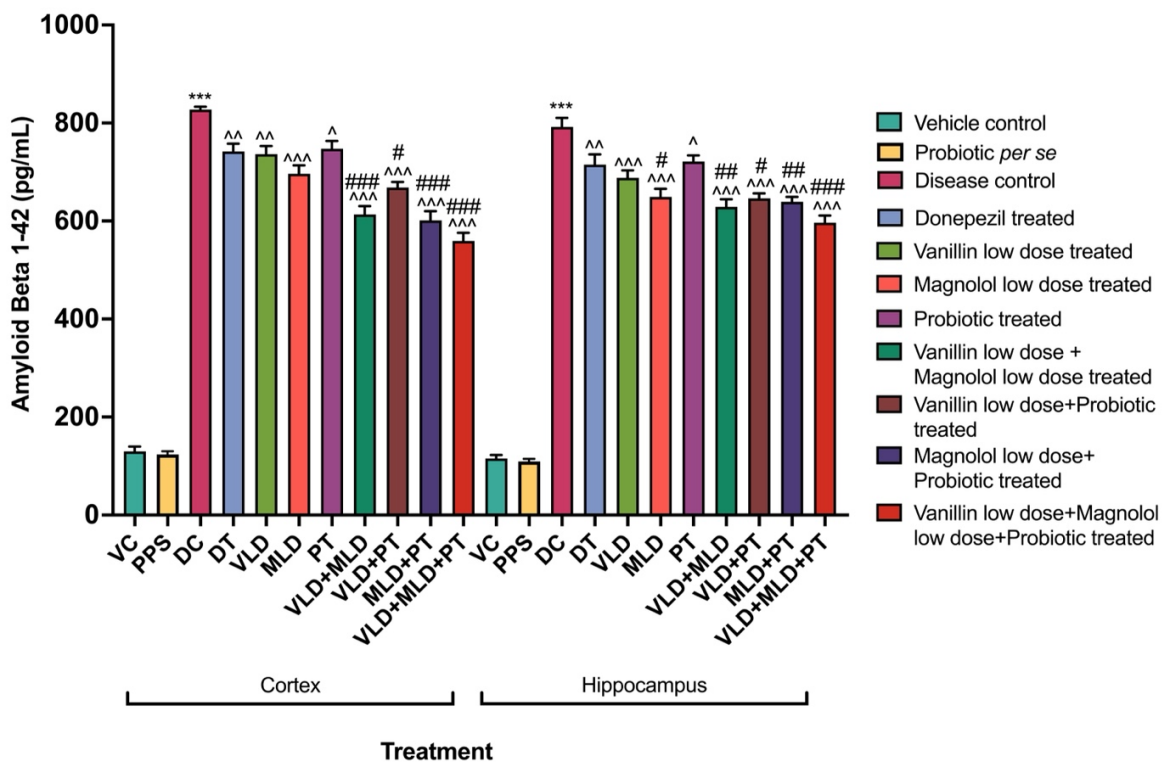 1000
800
600
400
200
0
Amyloid Beta 1-42 (pg/mL)
***
^^
^^
^^^
^
###
^^^
#
^^^
###
^^^
###
^^^
***
^^
^^^
#
^^^
^
##
^^^
#
^^^
##
^^^
###
^^^
VC
PPS
DC
DT
VLD
MLD
PT
VLD+MLD
VLD+PT
MLD+PT
VLD+MLD+PT
VC
PPS
DC
DT
VLD
MLD
PT
VLD+MLD
VLD+PT
MLD+PT
VLD+MLD+PT
Cortex
Hippocampus
Treatment
Vehicle control
Probiotic per se
Disease control
Donepezil treated
Vanillin low dose treated
Magnolol low dose treated
Probiotic treated
Vanillin low dose +
Magnolol low dose treated
Vanillin low dose+Probiotic
treated
Magnolol low dose+
Probiotic treated
Vanillin low dose+Magnolol
low dose+Probiotic treated